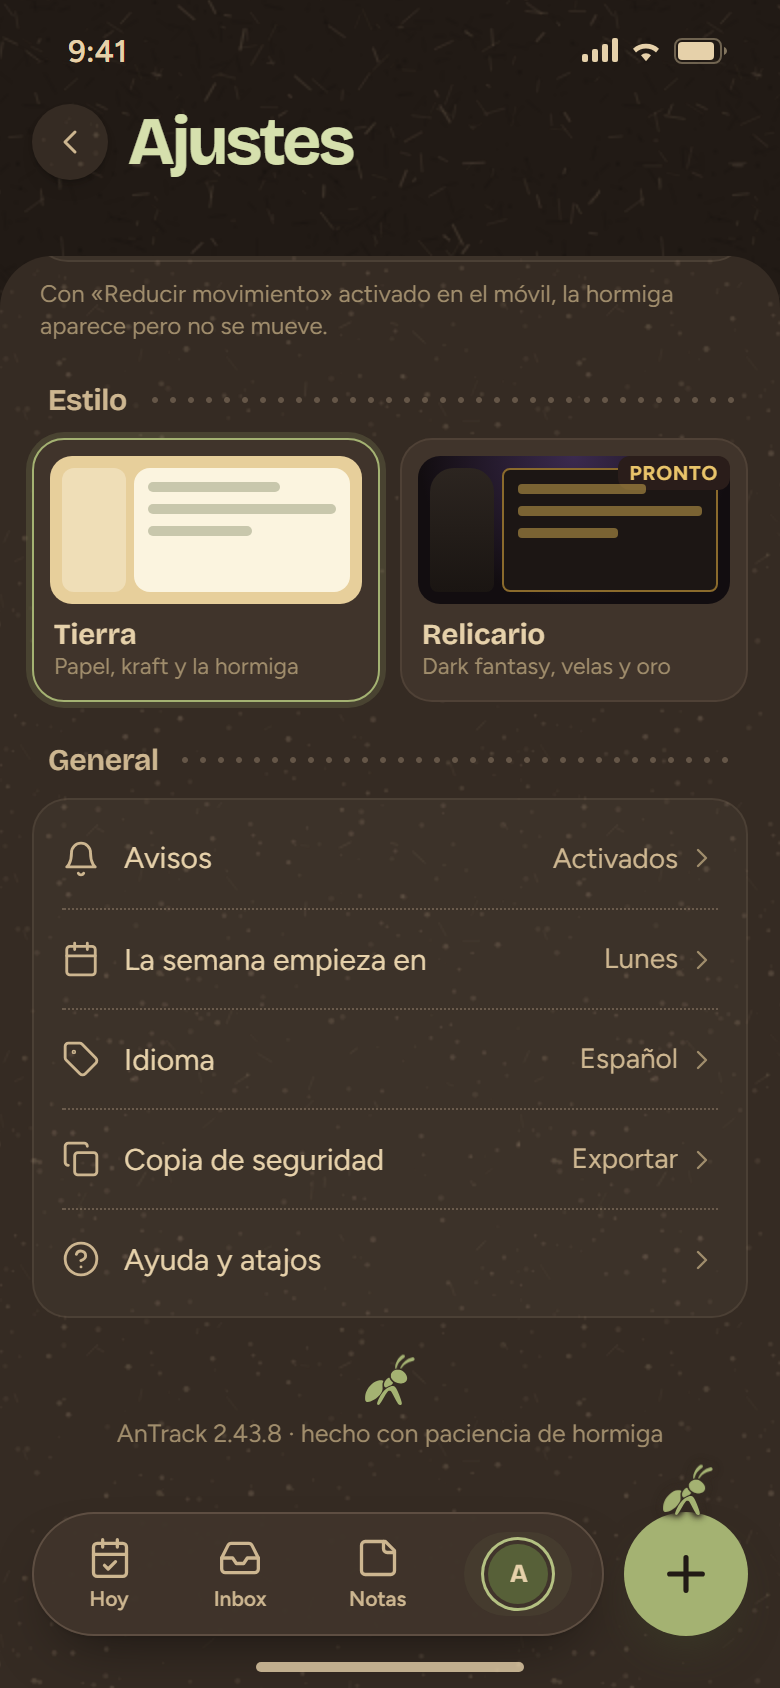 9:41
Ajustes
Con «Reducir movimiento» activado en el móvil, la hormiga
aparece pero no se mueve.
Estilo
PRONTO
Tierra
Papel, kraft y la hormiga
Relicario
Dark fantasy, velas y oro
General
Avisos Activados
La semana empieza en Lunes
Idioma Español
Copia de seguridad Exportar
Ayuda y atajos
AnTrack 2.43.8 · hecho con paciencia de hormiga
Hoy Inbox Notas A